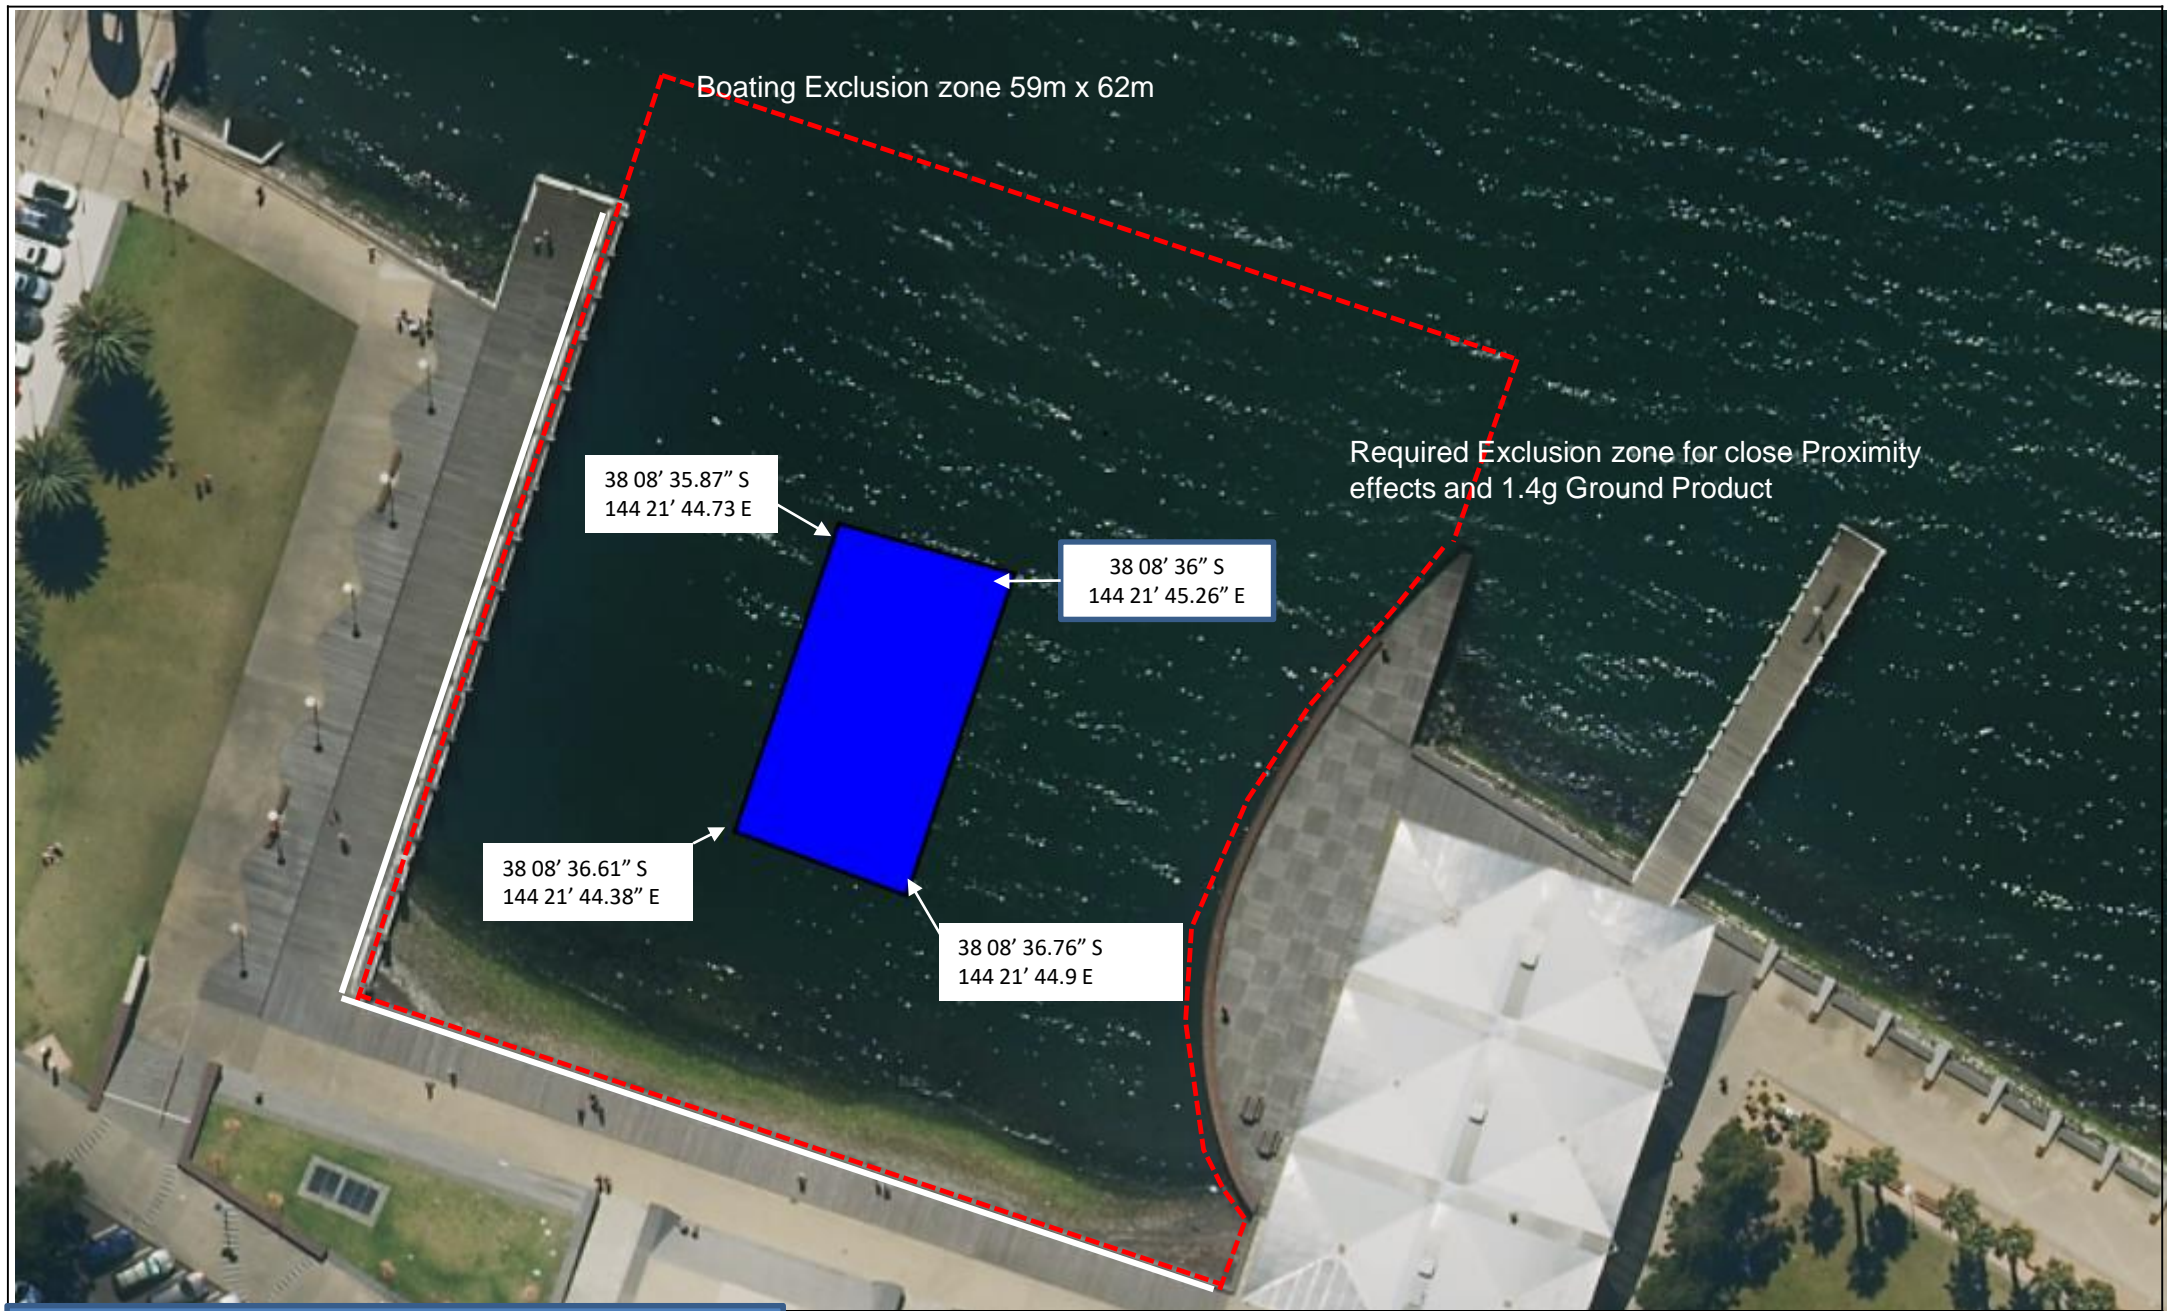 Boating Exclusion zone 59m x 62m
Required Exclusion zone for close Proximity
effects and 1.4g Ground Product
38 08’ 35.87” S
144 21’ 44.73 E
38 08’ 36” S
144 21’ 45.26” E
38 08’ 36.61” S
144 21’ 44.38” E
38 08’ 36.76” S
144 21’ 44.9 E